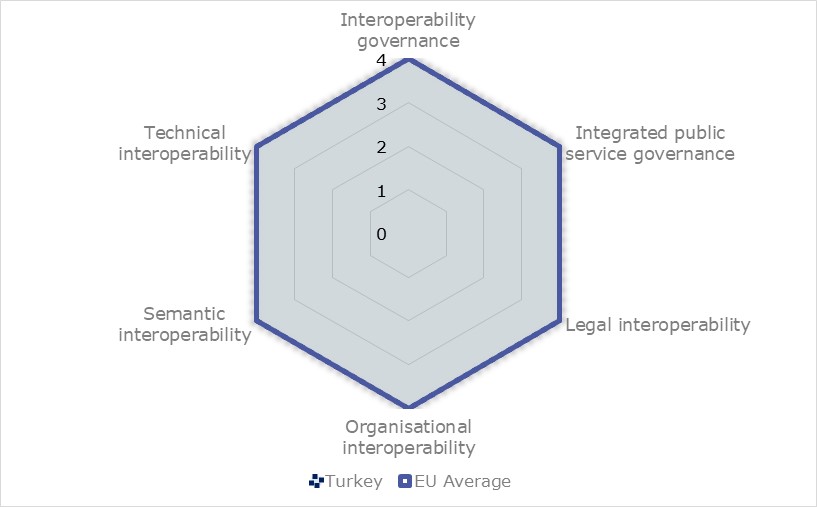 Interoperability
governance
4
3
2
1
0
Technical
interoperability
Integrated public
service governance
Semantic
interoperability
Legal interoperability
Organisational
interoperability
Turkey EU Average